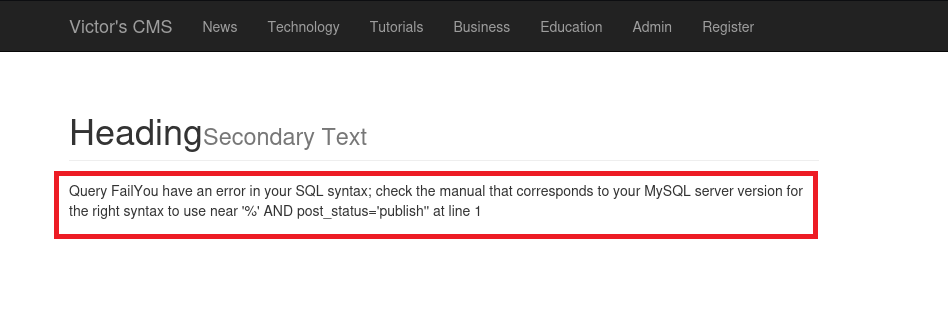 Victor's CMS News Technology Tutorials Business Education Admin Register
HeadingSecondary Text
Query FailYou have an error in your SQL syntax; check the manual that corresponds to your MySQL server version for
the right syntax to use near '%' AND post_status='publish'' at line 1